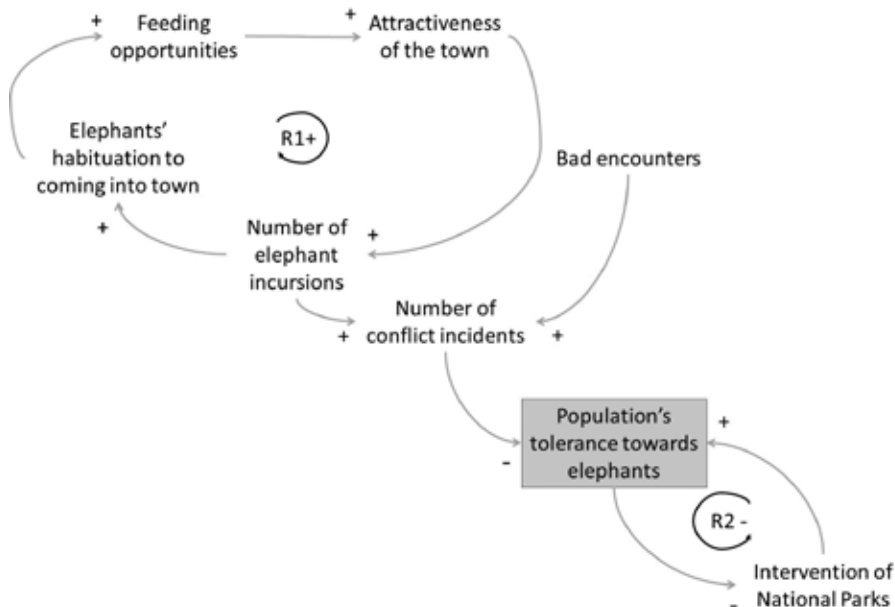 +
Feeding
opportunities
+
Attractiveness
of the town
Elephants'
habituation to
coming into town
+
R1+
Bad encounters
Number of
elephant
incursions
+
Number of
conflict incidents
+
+
Population's
tolerance towards
elephants
+
-
R2 -
Intervention of
National Parks
-